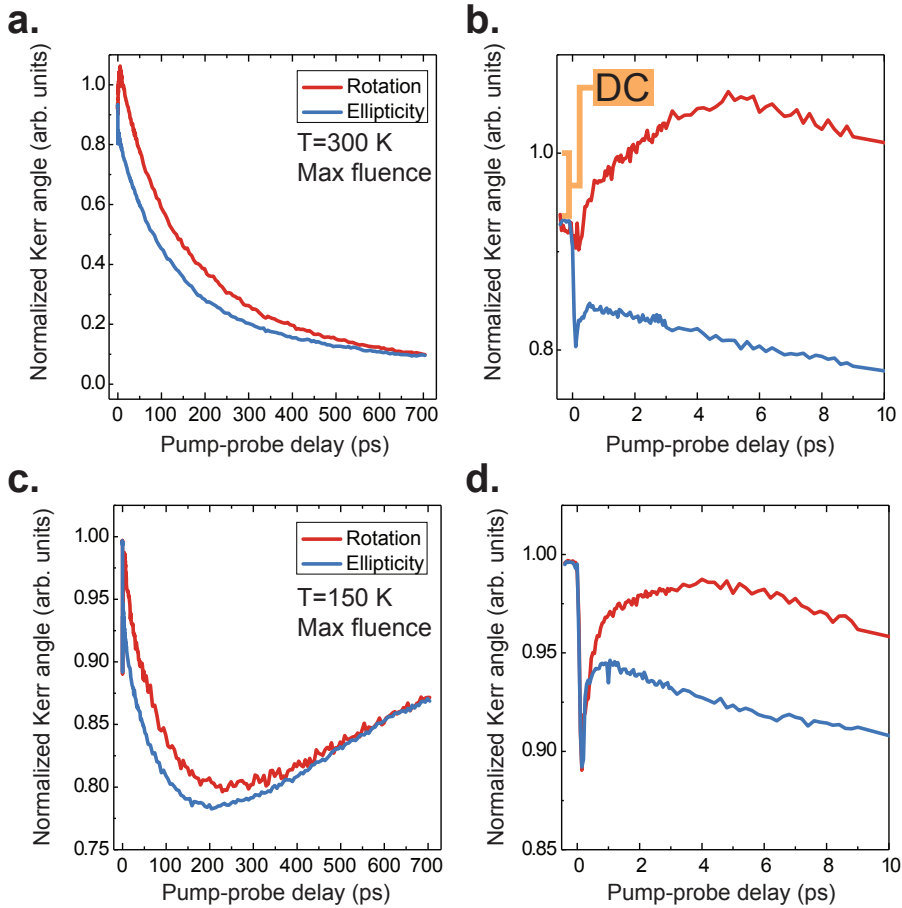 a.
Normalized Kerr angle (arb. units)
1.0
0.8
0.6
0.4
0.2
0.0
Rotation
Ellipticity
T=300 K
Max fluence
0 100 200 300 400 500 600 700
Pump-probe delay (ps)
b.
Normalized Kerr angle (arb. units)
DC
1.0
0.8
0 2 4 6 8 10
Pump-probe delay (ps)
c.
Normalized Kerr angle (arb. units)
1.00
0.95
0.90
0.85
0.80
0.75
Rotation
Ellipticity
T=150 K
Max fluence
0 100 200 300 400 500 600 700
Pump-probe delay (ps)
d.
Normalized Kerr angle (arb. units)
1.00
0.95
0.90
0.85
0 2 4 6 8 10
Pump-probe delay (ps)